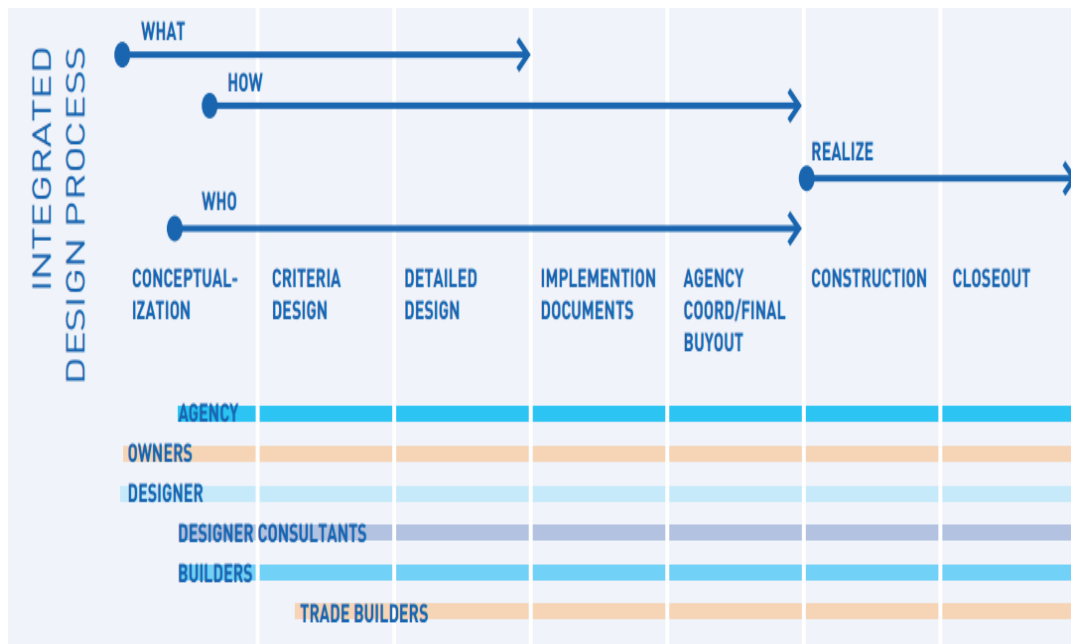 INTEGRATED
DESIGN PROCESS
WHAT
HOW
REALIZE
WHO
CONCEPTUAL-
IZATION
CRITERIA
DESIGN
DETAILED
DESIGN
IMPLEMENTION
DOCUMENTS
AGENCY
COORD/FINAL
BUYOUT
CONSTRUCTION
CLOSEOUT
AGENCY
OWNERS
DESIGNER
DESIGNER CONSULTANTS
BUILDERS
TRADE BUILDERS